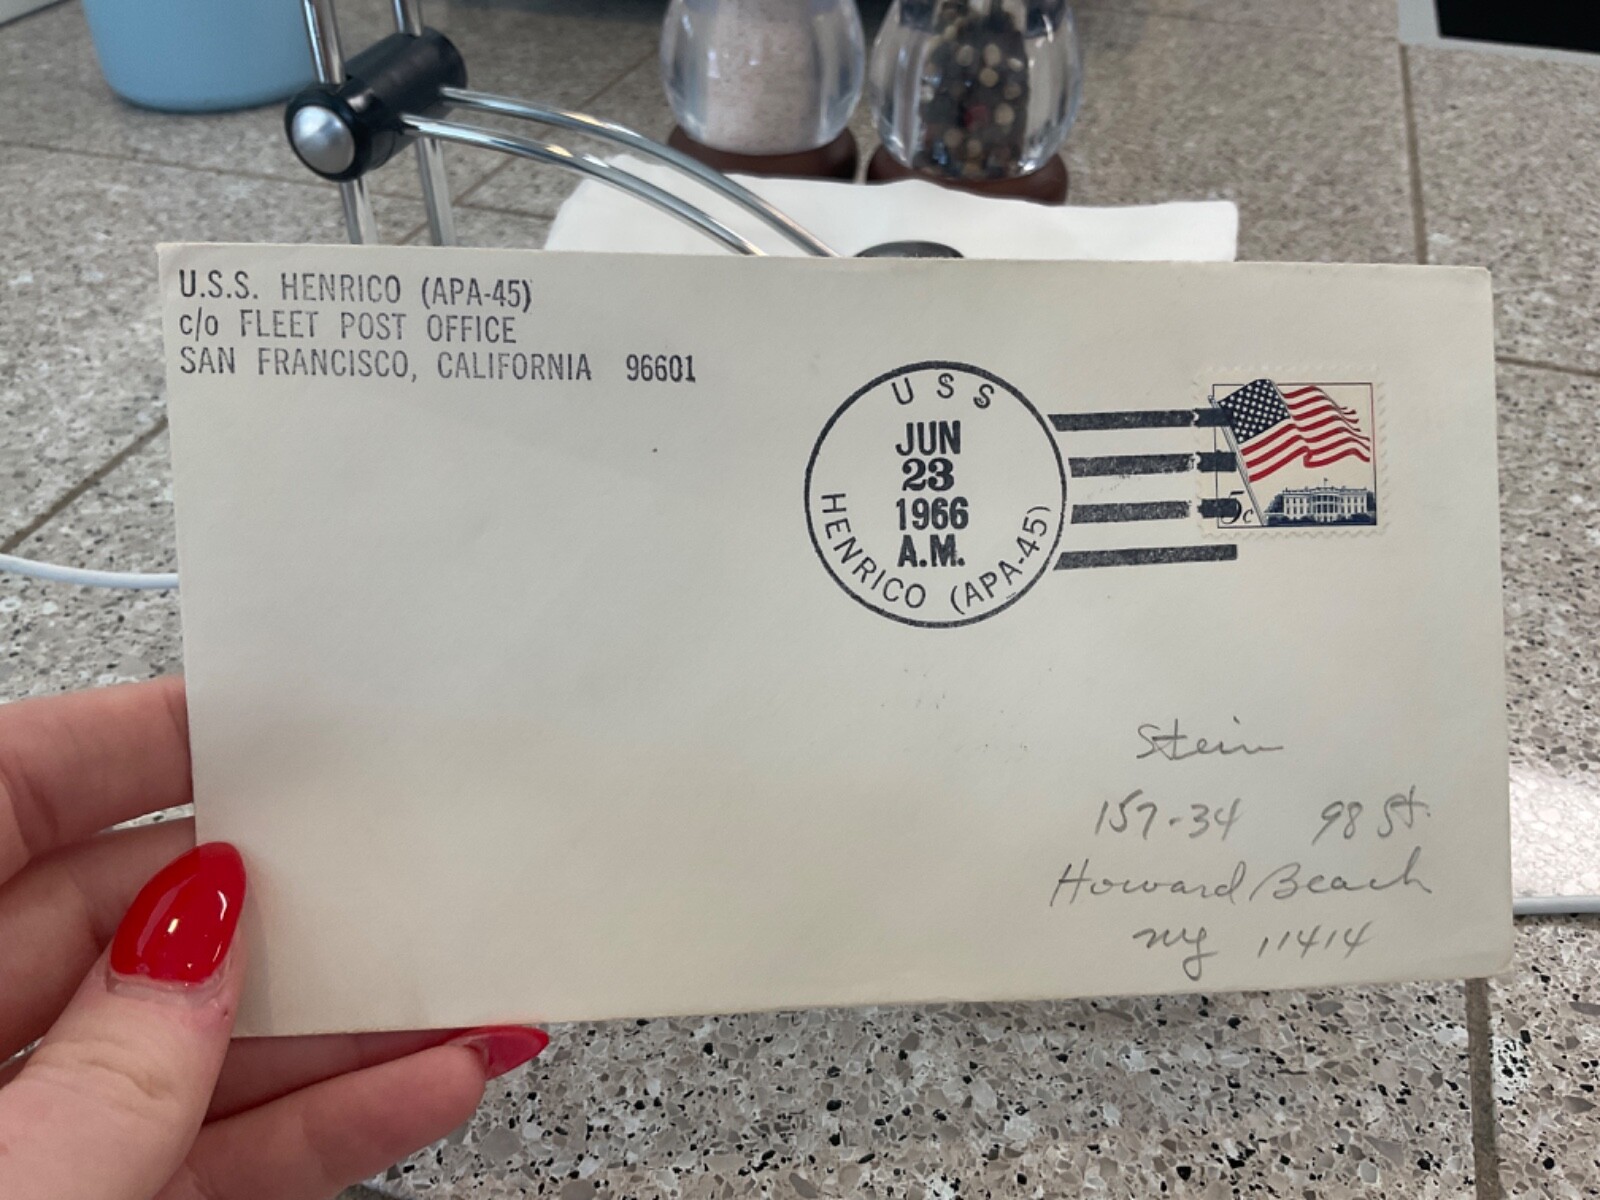 U.S.S. HENRICO (APA-45)
c/o FLEET POST OFFICE
SAN FRANCISCO, CALIFORNIA 96601
USS
JUN
23
1966
A.M.
HENRICO (APA-45)
5c
Stein
157-34 98 St.
Howard Beach
NY 11414